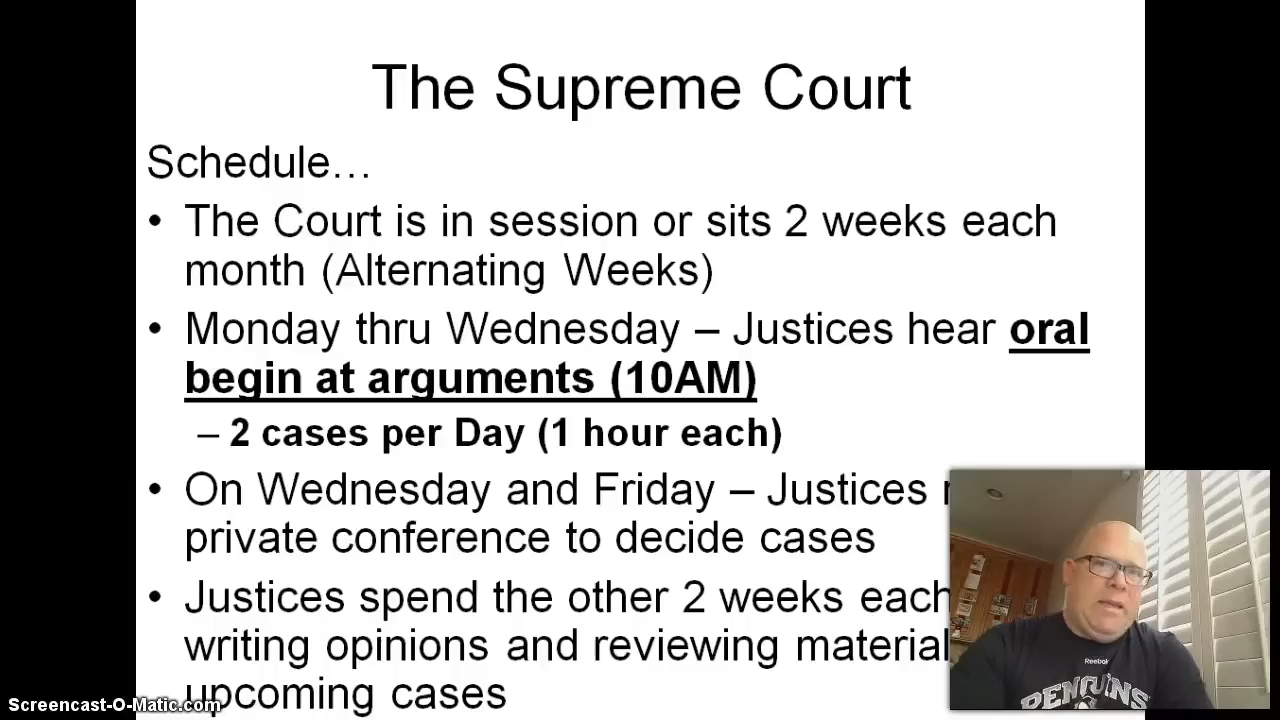 The Supreme Court
Schedule…
• The Court is in session or sits 2 weeks each
month (Alternating Weeks)
• Monday thru Wednesday – Justices hear oral
begin at arguments (10AM)
– 2 cases per Day (1 hour each)
• On Wednesday and Friday – Justices
private conference to decide cases
• Justices spend the other 2 weeks each
writing opinions and reviewing material
upcoming cases
Reebok
PENGUINS
Screencast-O-Matic.com